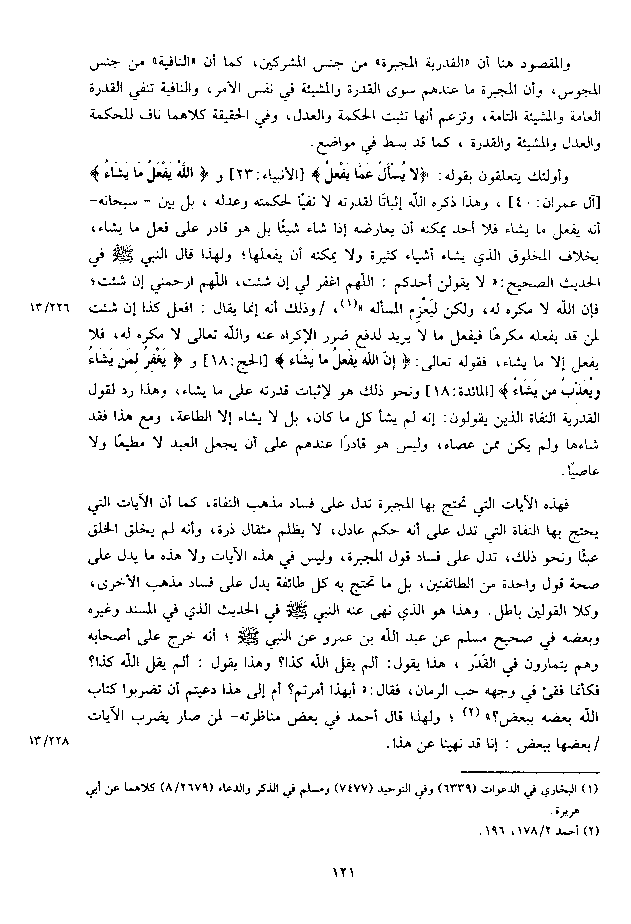 والمقصود هنا أن «القدرية المجبرة» من جنس المشركين، كما أن «النافية» من جنس
المجوس، وأن المجبرة ما عندهم سوى القدرة والمشيئة في نفس الأمر، والنافية تنفي القدرة
العامة والمشيئة التامة، وتزعم أنها تثبت الحكمة والعدل، وفي الحقيقة كلاهما ناف للحكمة
والعدل والمشيئة والقدرة ، كما قد بسط في مواضع.
وأولئك يتعلقون بقوله: ﴿لا يُسْأَلُ عَمَّا يَفْعَلُ﴾ [الأنبياء:٢٣] و ﴿ اللَّهُ يَفْعَلُ مَا يَشَاءُ ﴾
[آل عمران: ٤٠] ، وهذا ذكره الله إثباتًا لقدرته لا نفيًا لحكمته وعدله ، بل بين - سبحانه-
أنه يفعل ما يشاء فلا أحد يمكنه أن يعارضه إذا شاء شيئًا بل هو قادر على فعل ما يشاء،
بخلاف المخلوق الذي يشاء أشياء كثيرة ولا يمكنه أن يفعلها؛ ولهذا قال النبي ﷺ في
الحديث الصحيح:« لا يقولن أحدكم : اللهم اغفر لي إن شئت، اللهم ارحمني إن شئت؛
فإن الله لا مكره له، ولكن لِيَعْزِم المسأله »(١)، /وذلك أنه إنما يقال : افعل كذا إن شئت ١٣/٢٢٦
لمن قد يفعله مكرهًا فيفعل ما لا يريد لدفع ضرر الإكراه عنه والله تعالى لا مكره له، فلا
يفعل إلا ما يشاء، فقوله تعالى: ﴿ إِنَّ اللَّهَ يَفْعَلُ مَا يَشَاءُ ﴾ [الحج:١٨] و ﴿ يَغْفِرُ لِمَن يَشَاءُ
وَيُعَذِّبُ مَن يَشَاءُ ﴾ [المائدة:١٨] ونحو ذلك هو لإثبات قدرته على ما يشاء، وهذا رد لقول
القدرية النفاة الذين يقولون: إنه لم يشأ كل ما كان، بل لا يشاء إلا الطاعة، ومع هذا فقد
شاءها ولم يكن ممن عصاه، وليس هو قادرًا عندهم على أن يجعل العبد لا مطيعًا ولا
عاصيًا.
فهذه الآيات التي تحتج بها المجبرة تدل على فساد مذهب النفاة، كما أن الآيات التي
يحتج بها النفاة التي تدل على أنه حكم عادل، لا يظلم مثقال ذرة، وأنه لم يخلق الخلق
عبثًا ونحو ذلك، تدل على فساد قول المجبرة، وليس في هذه الآيات ولا هذه ما يدل على
صحة قول واحدة من الطائفتين، بل ما تحتج به كل طائفة يدل على فساد مذهب الأخرى،
وكلا القولين باطل. وهذا هو الذي نهى عنه النبي ﷺ في الحديث الذي في المسند وغيره
وبعضه في صحيح مسلم عن عبد الله بن عمرو عن النبي ﷺ ؛ أنه خرج على أصحابه
وهم يتمارون في القَدَر ، هذا يقول: ألم يقل الله كذا؟ وهذا يقول : ألم يقل الله كذا؟
فكأنما فقئ في وجهه حب الرمان، فقال:« أبهذا أمرتم؟ أم إلى هذا دعيتم أن تضربوا كتاب
الله بعضه ببعض؟» (٢) ؛ ولهذا قال أحمد في بعض مناظرته- لمن صار يضرب الآيات
/بعضها ببعض : إنا قد نهينا عن هذا. ١٣/٢٢٨
(١) البخاري في الدعوات (٦٣٣٩) وفي التوحيد (٧٤٧٧) ومسلم في الذكر والدعاء (٨/٢٦٧٩) كلاهما عن أبي
هريرة.
(٢) أحمد ١٧٨/٢، ١٩٦.
١٢١